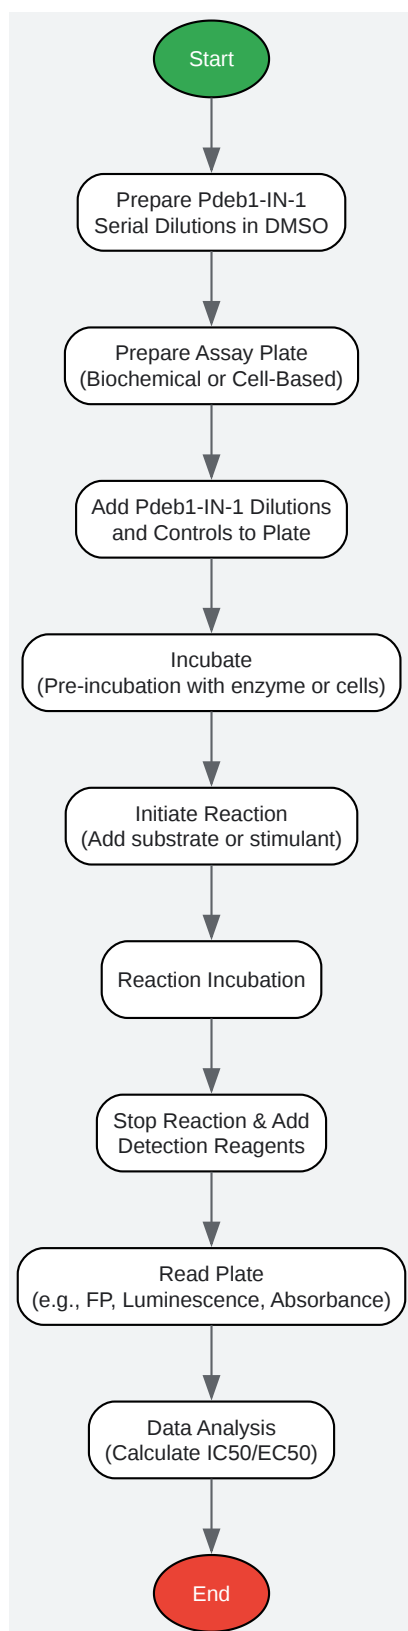 Start
Prepare Pdeb1-IN-1
Serial Dilutions in DMSO
Prepare Assay Plate
(Biochemical or Cell-Based)
Add Pdeb1-IN-1 Dilutions
and Controls to Plate
Incubate
(Pre-incubation with enzyme or cells)
Initiate Reaction
(Add substrate or stimulant)
Reaction Incubation
Stop Reaction & Add
Detection Reagents
Read Plate
(e.g., FP, Luminescence, Absorbance)
Data Analysis
(Calculate IC50/EC50)
End